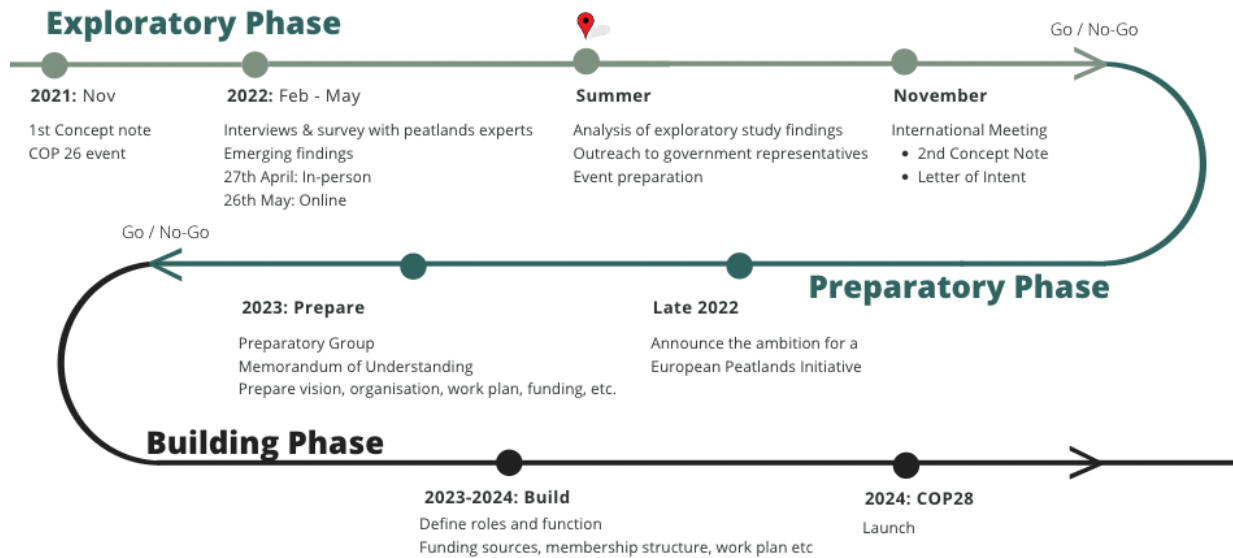 Exploratory Phase
Go / No-Go
2021: Nov
1st Concept note
COP 26 event
2022: Feb - May
Interviews & survey with peatlands experts
Emerging findings
27th April: In-person
26th May: Online
Summer
Analysis of exploratory study findings
Outreach to government representatives
Event preparation
November
International Meeting
• 2nd Concept Note
• Letter of Intent
Preparatory Phase
Late 2022
Announce the ambition for a
European Peatlands Initiative
2023: Prepare
Preparatory Group
Memorandum of Understanding
Prepare vision, organisation, work plan, funding, etc.
Go / No-Go
Building Phase
2023-2024: Build
Define roles and function
Funding sources, membership structure, work plan etc
2024: COP28
Launch